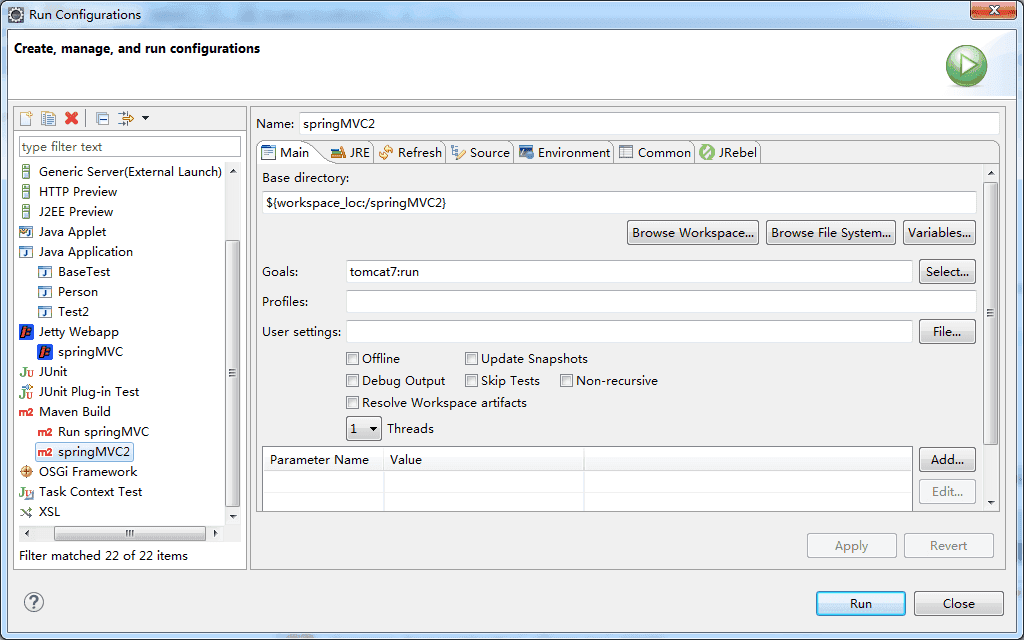 Run Configurations
Create, manage, and run configurations
type filter text
Generic Server(External Launch)
HTTP Preview
J2EE Preview
Java Applet
Java Application
BaseTest
Person
Test2
Jetty Webapp
springMVC
JUnit
JUnit Plug-in Test
Maven Build
Run springMVC
springMVC2
OSGi Framework
Task Context Test
XSL
Filter matched 22 of 22 items
Name: springMVC2
Main JRE Refresh Source Environment Common JRebel
Base directory:
${workspace_loc:/springMVC2}
Browse Workspace... Browse File System... Variables...
Goals: tomcat7:run Select...
Profiles:
User settings: File...
Offline Update Snapshots
Debug Output Skip Tests Non-recursive
Resolve Workspace artifacts
1 Threads
Parameter Name Value Add...
Edit...
Apply Revert
Run Close